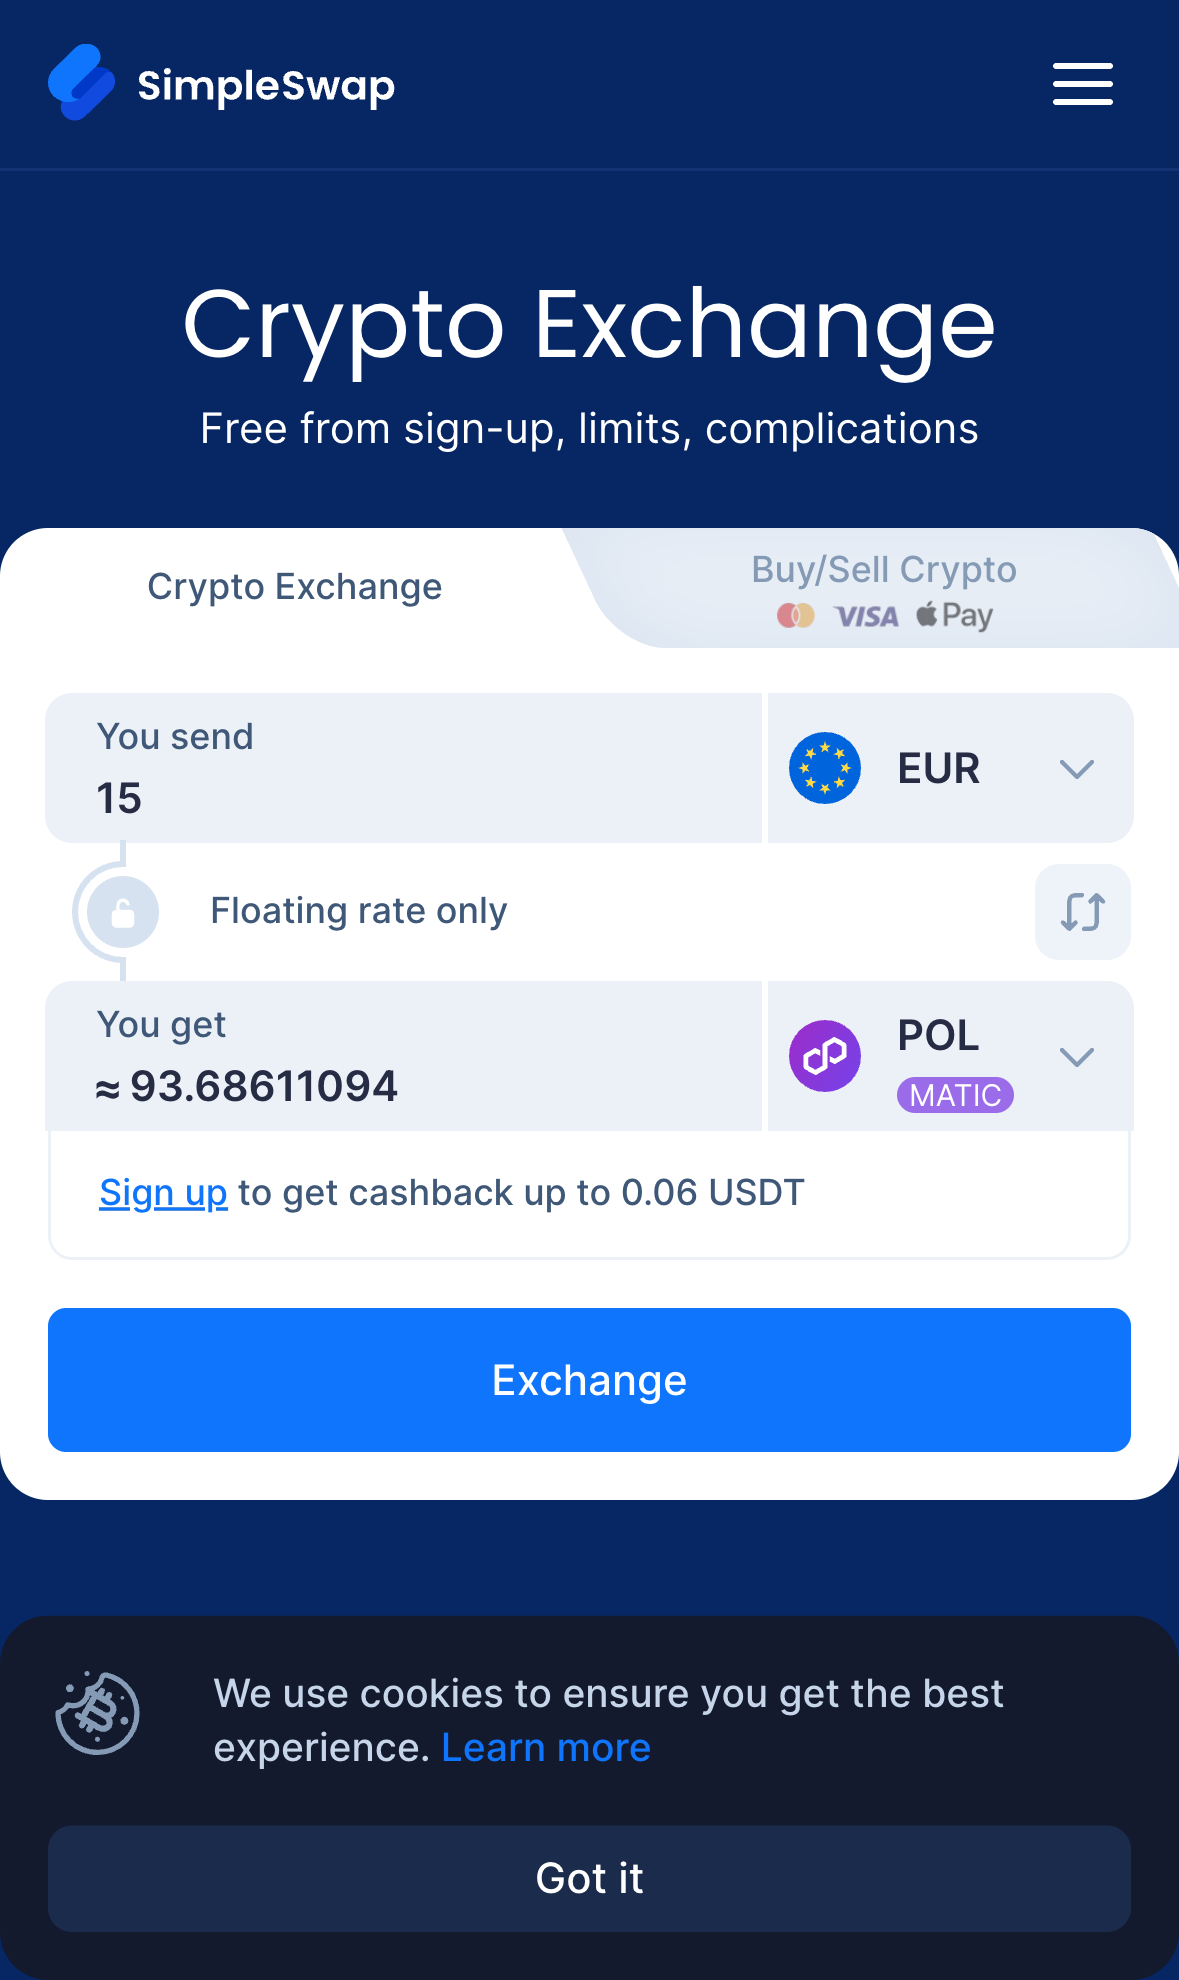 SimpleSwap
Crypto Exchange
Free from sign-up, limits, complications
Crypto Exchange
Buy/Sell Crypto
VISA Pay
You send
15
EUR
Floating rate only
You get
≈ 93.68611094
POL
MATIC
Sign up to get cashback up to 0.06 USDT
Exchange
We use cookies to ensure you get the best
experience. Learn more
Got it